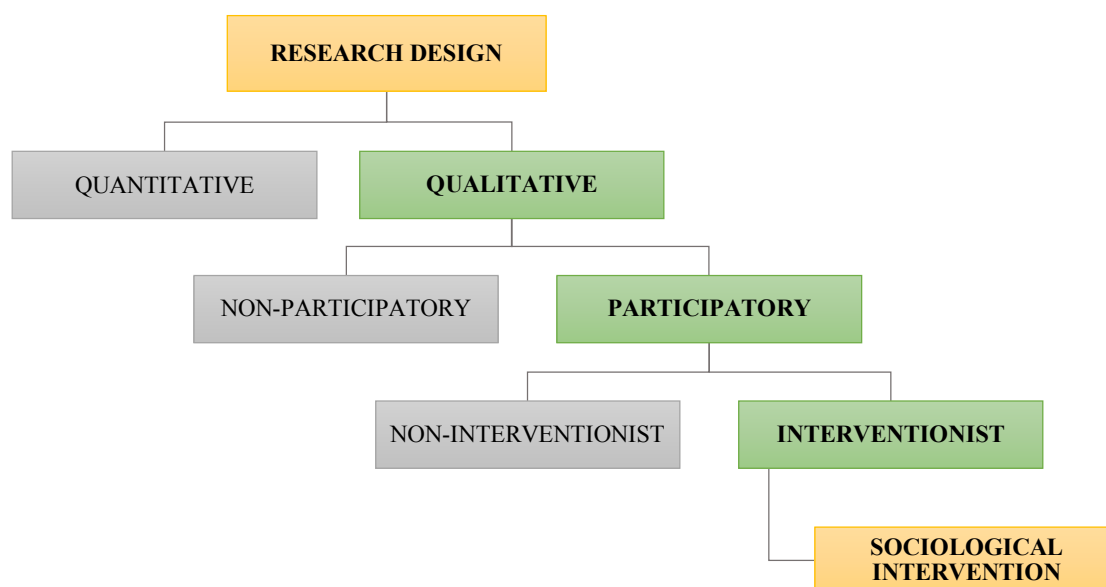 RESEARCH DESIGN
QUANTITATIVE
QUALITATIVE
NON-PARTICIPATORY
PARTICIPATORY
NON-INTERVENTIONIST
INTERVENTIONIST
SOCIOLOGICAL
INTERVENTION